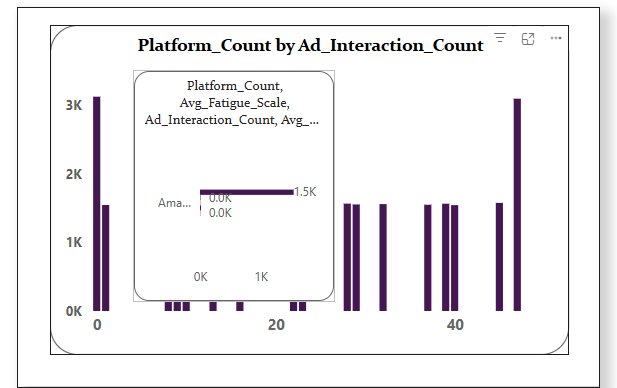 Platform_Count by Ad_Interaction_Count
3K
2K
1K
0K
0
20
40
Platform_Count,
Avg_Fatigue_Scale,
Ad_Interaction_Count, Avg_...
Ama...
1.5K
0.0K
0.0K
0K 1K